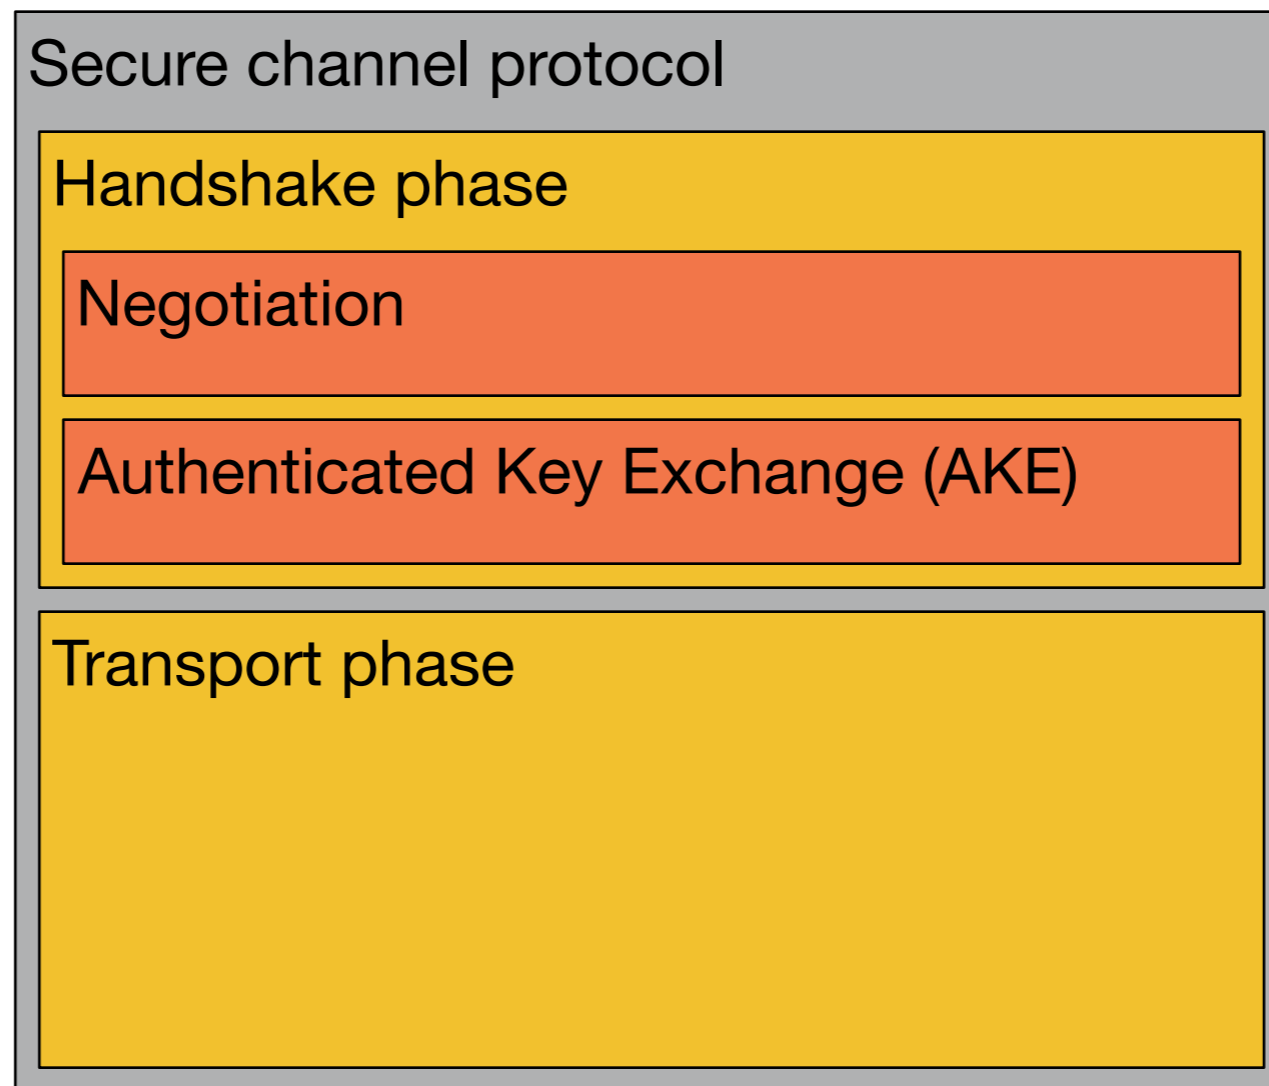 Secure channel protocol
Handshake phase
Negotiation
Authenticated Key Exchange (AKE)
Transport phase